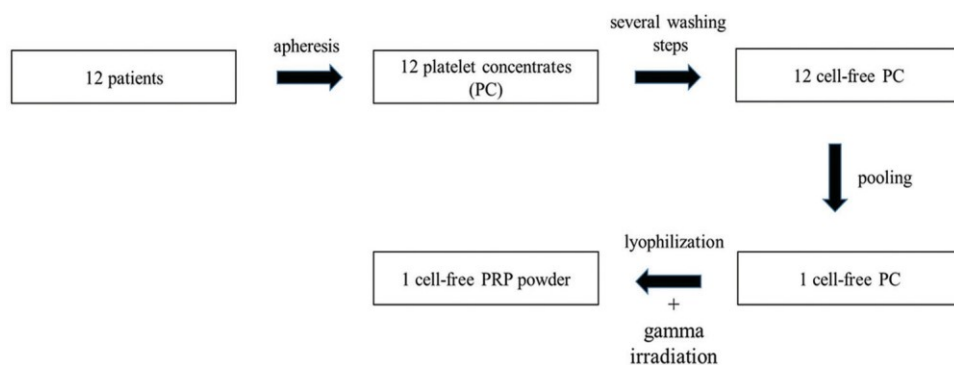 12 patients
apheresis
12 platelet concentrates
(PC)
several washing
steps
12 cell-free PC
pooling
1 cell-free PC
lyophilization
+
gamma
irradiation
1 cell-free PRP powder